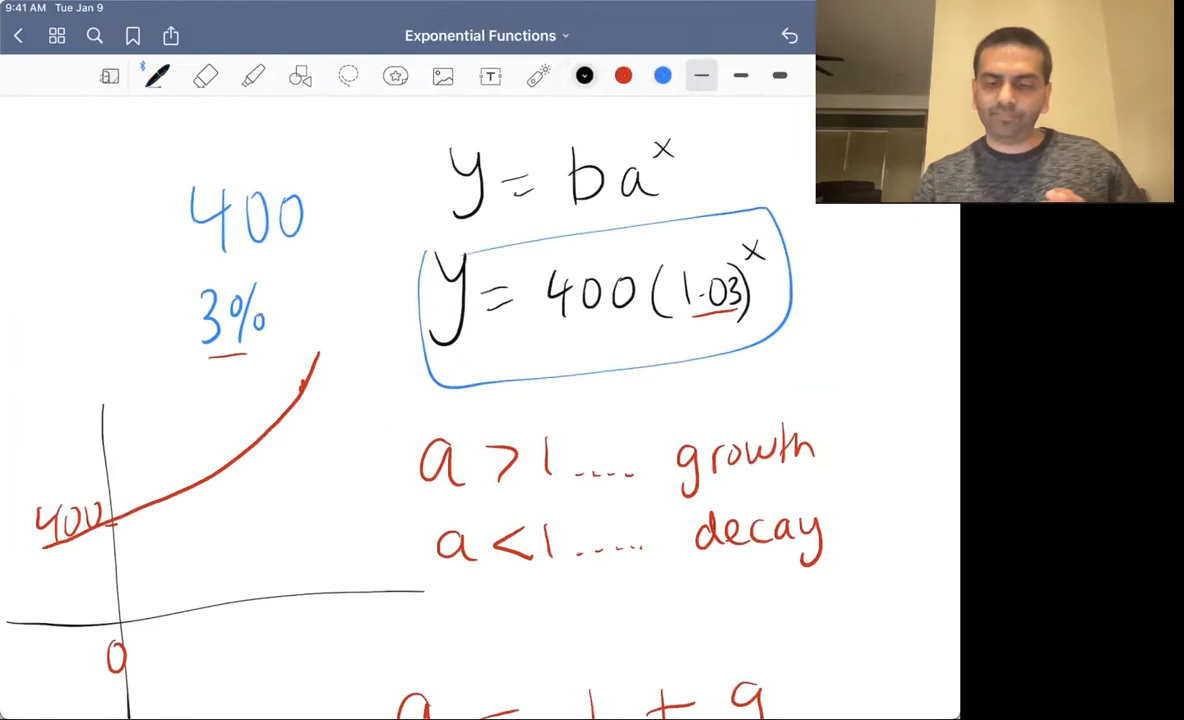 9:41 AM Tue Jan 9
Exponential Functions
T
y = ba^x
400
y = 400(1.03)^x
3%
a > 1 .... growth
400
a < 1 ..... decay
0
a = 1 +